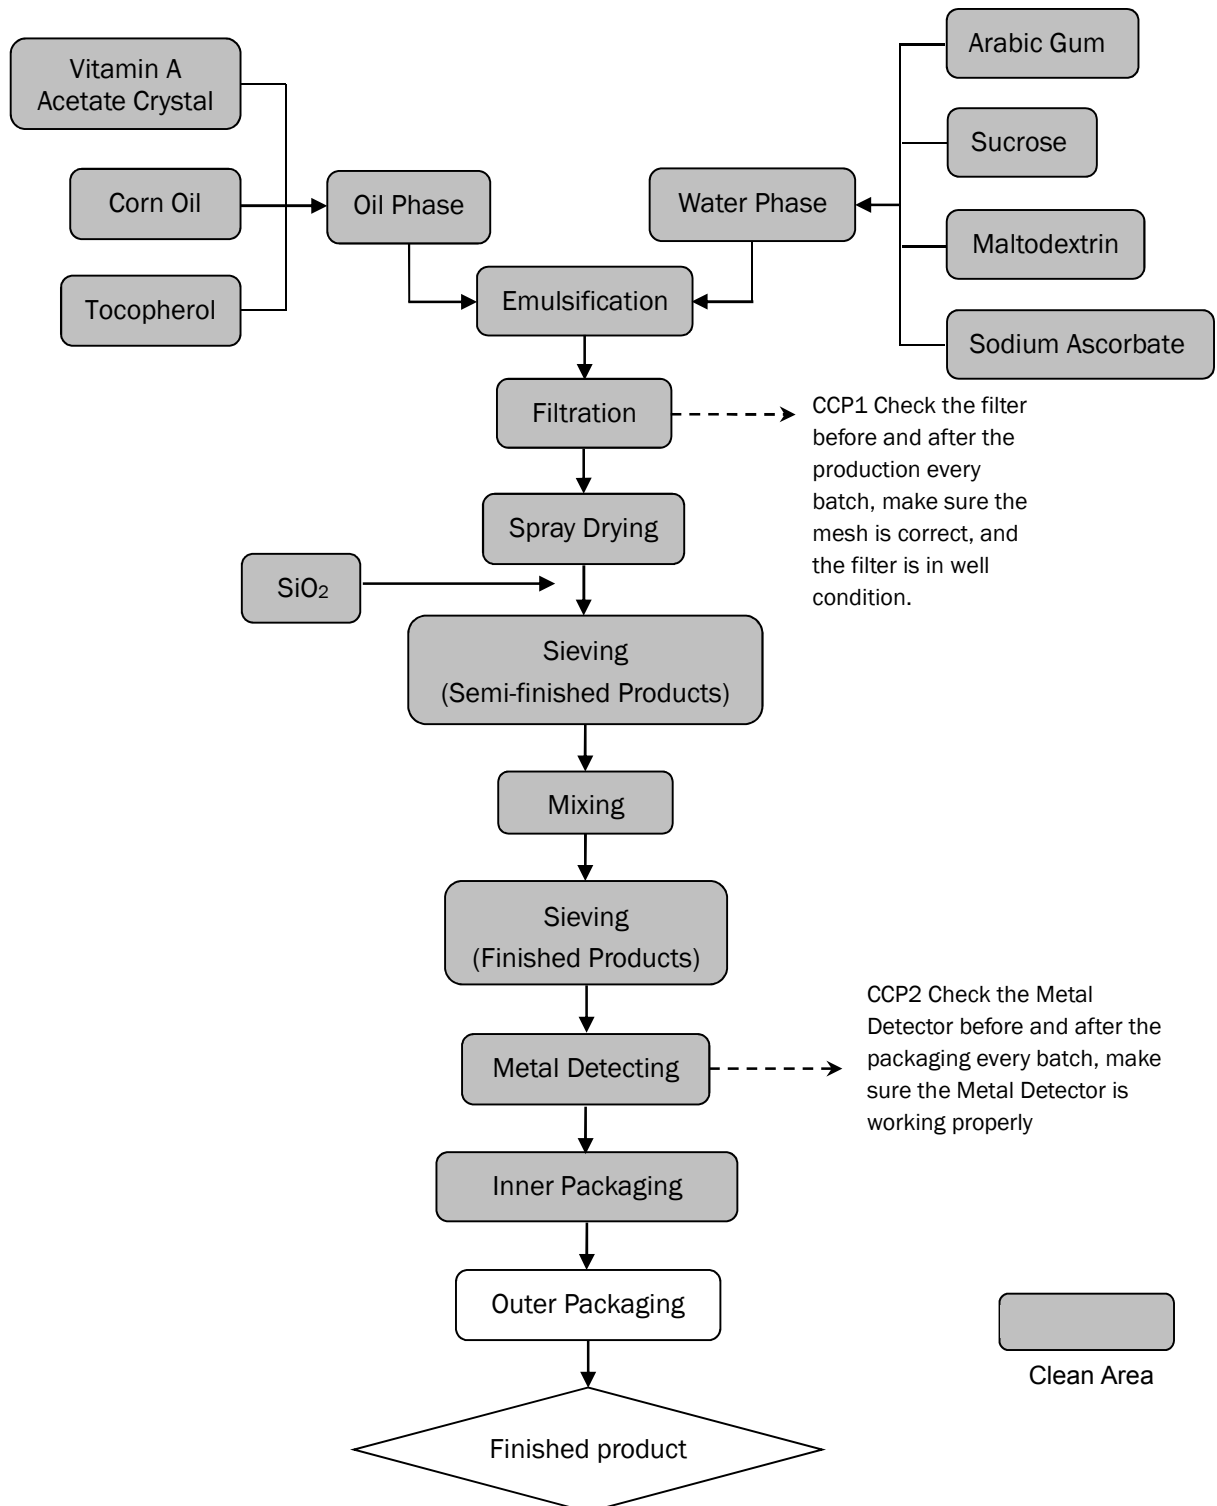 Vitamin A
Acetate Crystal
Corn Oil
Tocopherol
Oil Phase
Water Phase
Arabic Gum
Sucrose
Maltodextrin
Sodium Ascorbate
Emulsification
Filtration
CCP1 Check the filter
before and after the
production every
batch, make sure the
mesh is correct, and
the filter is in well
condition.
Spray Drying
SiO₂
Sieving
(Semi-finished Products)
Mixing
Sieving
(Finished Products)
Metal Detecting
CCP2 Check the Metal
Detector before and after the
packaging every batch, make
sure the Metal Detector is
working properly
Inner Packaging
Outer Packaging
Clean Area
Finished product